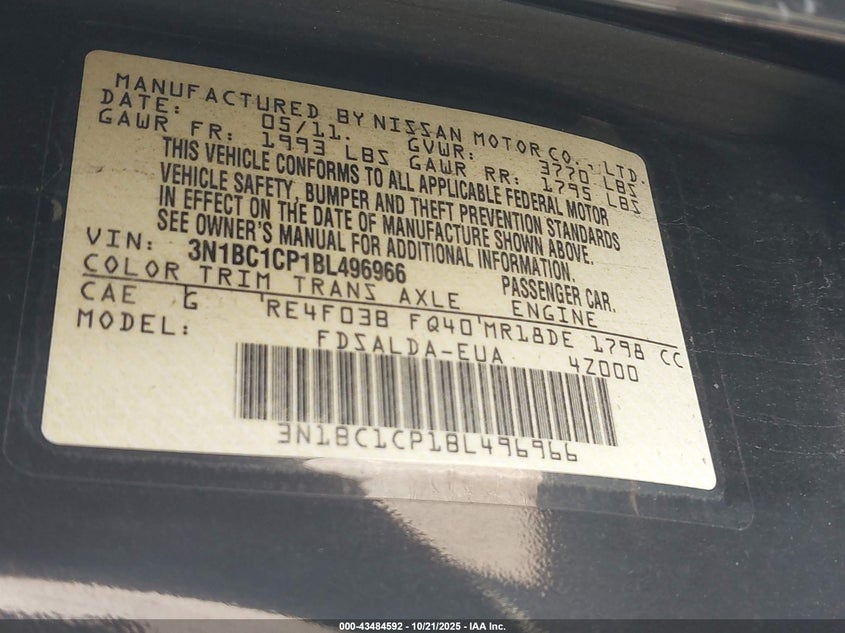 MANUFACTURED BY NISSAN MOTOR CO., LTD.
DATE: 05/11. GVWR: 3770 LBS
GAWR FR: 1993 LBS GAWR RR: 1795 LBS
THIS VEHICLE CONFORMS TO ALL APPLICABLE FEDERAL MOTOR
VEHICLE SAFETY, BUMPER AND THEFT PREVENTION STANDARDS
IN EFFECT ON THE DATE OF MANUFACTURE SHOWN ABOVE.
SEE OWNER'S MANUAL FOR ADDITIONAL INFORMATION.
VIN: 3N1BC1CP1BL496966 PASSENGER CAR.
COLOR TRIM TRANS AXLE ENGINE
CAE G RE4F03B FQ40 MR18DE 1798 CC
MODEL: FDSALDA-EUA 4Z000
3N1BC1CP1BL496966
000-43484592 - 10/21/2025 - IAA Inc.